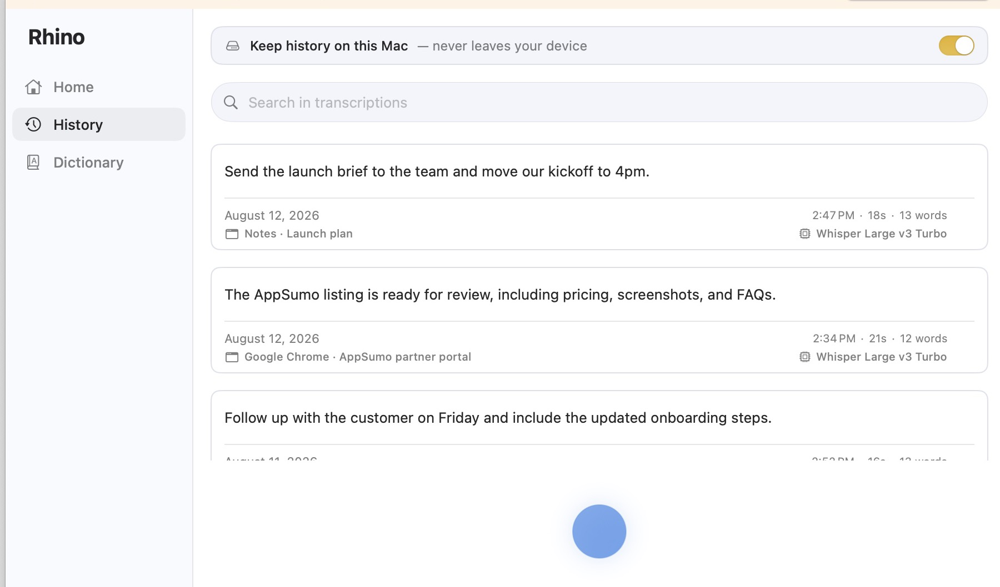 Rhino
Home
History
Dictionary
Keep history on this Mac — never leaves your device
Search in transcriptions
Send the launch brief to the team and move our kickoff to 4pm.
August 12, 2026
2:47 PM · 18s · 13 words
Notes · Launch plan
Whisper Large v3 Turbo
The AppSumo listing is ready for review, including pricing, screenshots, and FAQs.
August 12, 2026
2:34 PM · 21s · 12 words
Google Chrome · AppSumo partner portal
Whisper Large v3 Turbo
Follow up with the customer on Friday and include the updated onboarding steps.
August 11, 2026